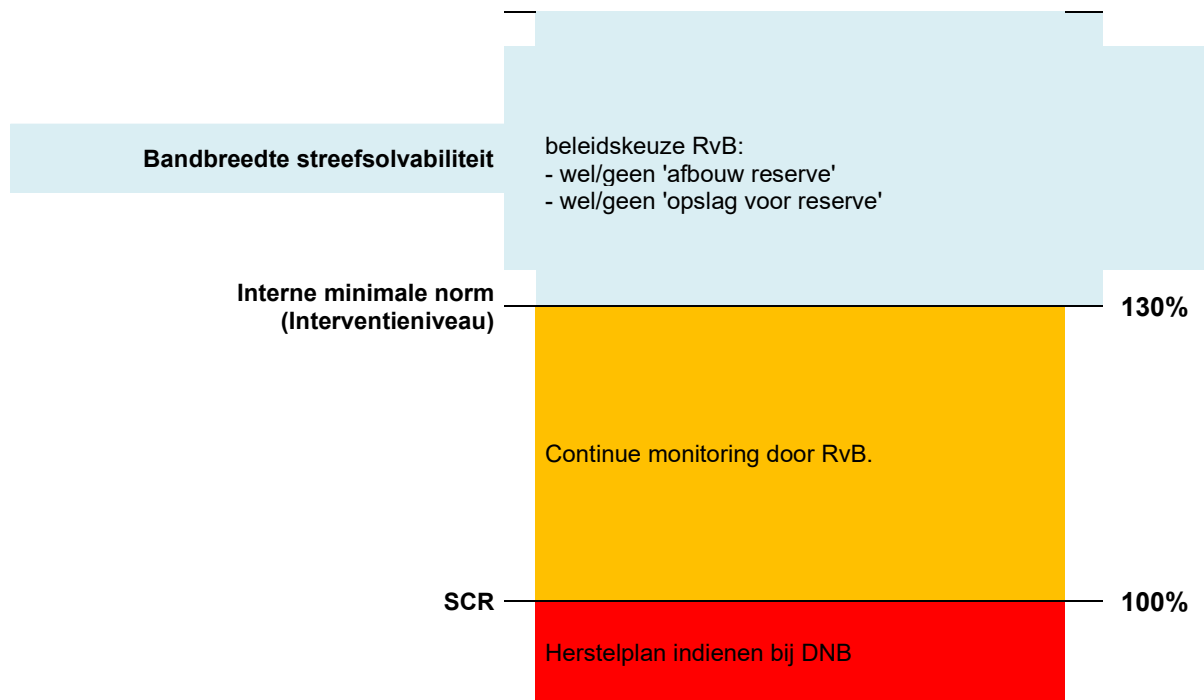 Bandbreedte streefsolvabiliteit
beleidskeuze RvB:
- wel/geen 'afbouw reserve'
- wel/geen 'opslag voor reserve'
Interne minimale norm
(Interventieniveau)
130%
Continue monitoring door RvB.
SCR
100%
Herstelplan indienen bij DNB